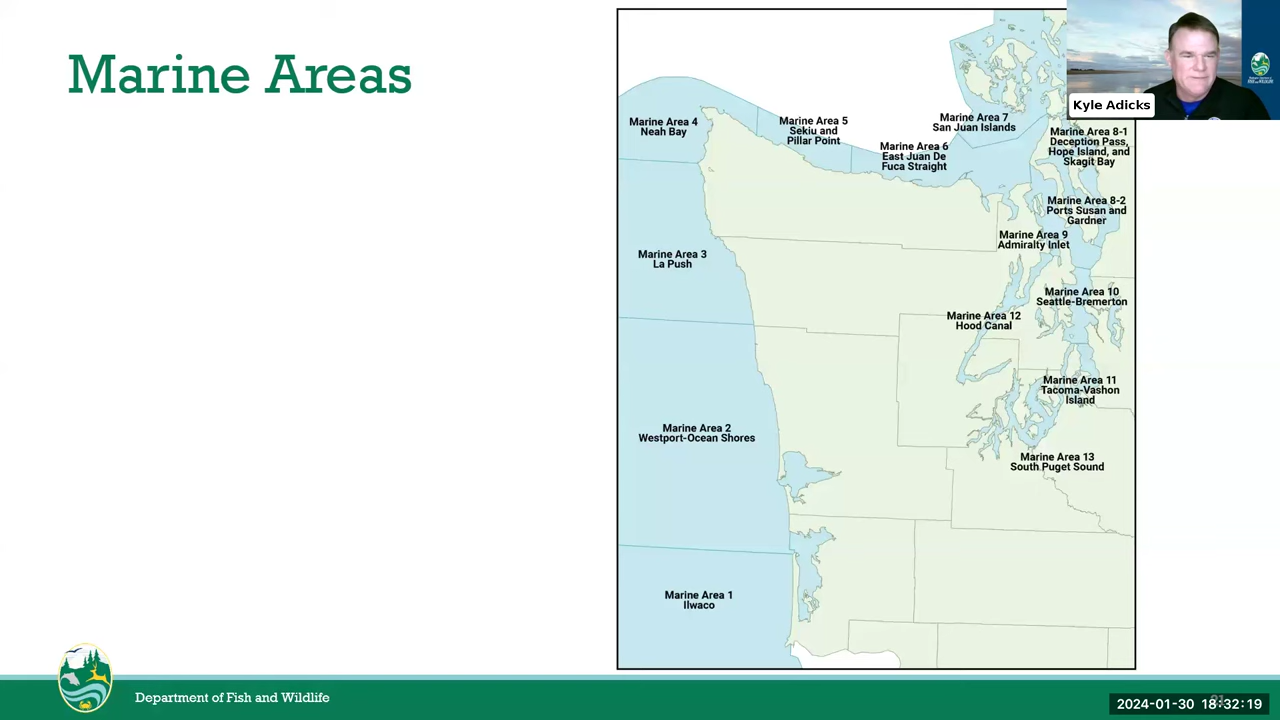 Marine Areas
Kyle Adicks
Marine Area 4
Neah Bay
Marine Area 5
Sekiu and
Pillar Point
Marine Area 7
San Juan Islands
Marine Area 6
East Juan De
Fuca Straight
Marine Area 8-1
Deception Pass,
Hope Island, and
Skagit Bay
Marine Area 8-2
Ports Susan and
Gardner
Marine Area 9
Admiralty Inlet
Marine Area 3
La Push
Marine Area 10
Seattle-Bremerton
Marine Area 12
Hood Canal
Marine Area 11
Tacoma-Vashon
Island
Marine Area 2
Westport-Ocean Shores
Marine Area 13
South Puget Sound
Marine Area 1
Ilwaco
Department of Fish and Wildlife
2024-01-30 18:32:19